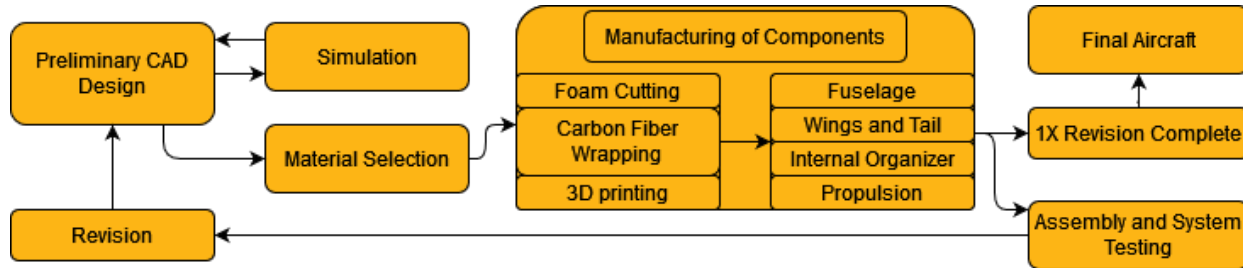 Preliminary CAD
Design
Simulation
Material Selection
Revision
Manufacturing of Components
Foam Cutting
Carbon Fiber
Wrapping
3D printing
Fuselage
Wings and Tail
Internal Organizer
Propulsion
Final Aircraft
1X Revision Complete
Assembly and System
Testing